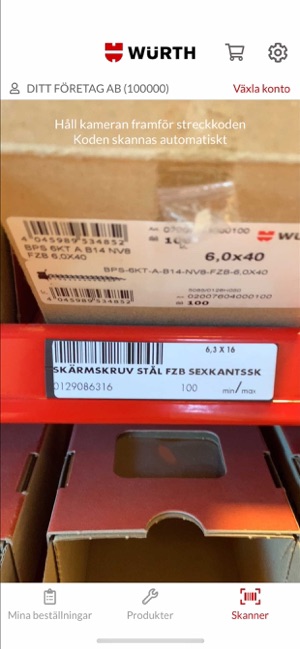 WÜRTH
DITT FÖRETAG AB (100000)
Växla konto
Håll kameran framför streckkoden
Koden skannas automatiskt
4 045989 534852
BPS 6KT A B14 NV8
FZB 6,0X40
6,0x40
BPS-6KT-A-B14-NV8-FZB-6,0X40
100
6,3 X 16
SKÄRMSKRUV STÅL FZB SEXKANTSSK
0129086316
100
min/max
Mina beställningar
Produkter
Skanner